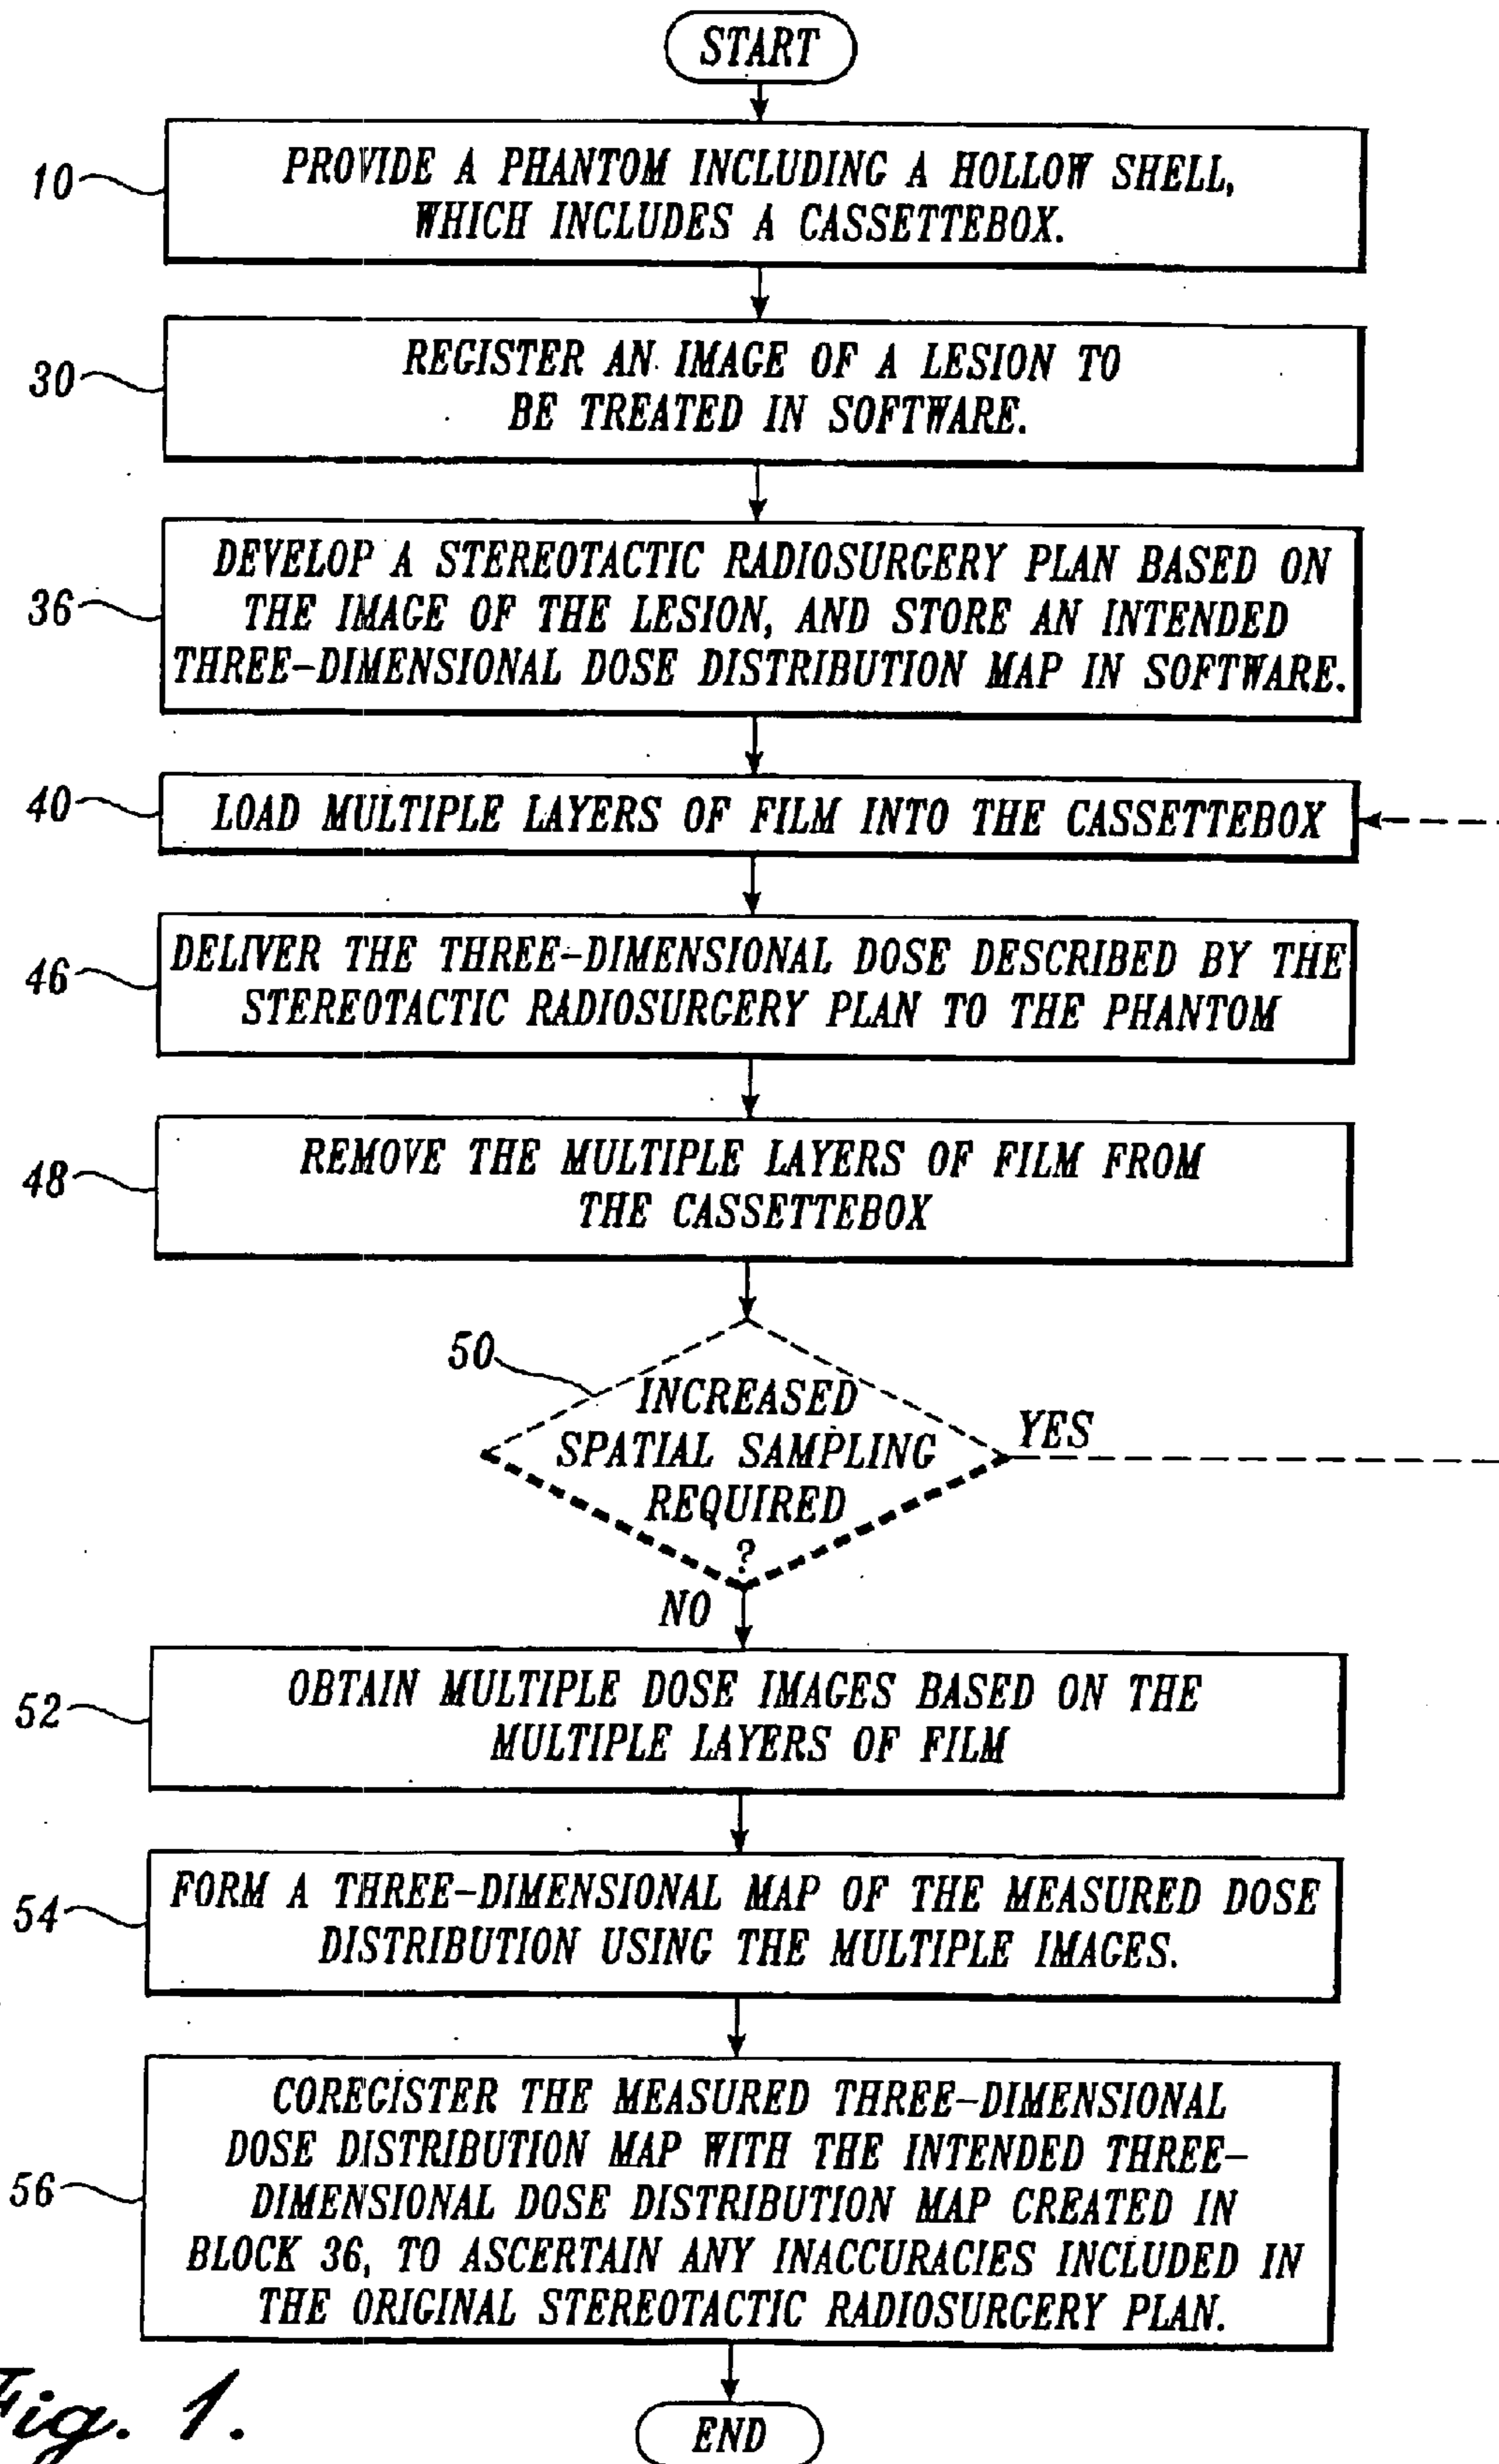 START
10
PROVIDE A PHANTOM INCLUDING A HOLLOW SHELL,
WHICH INCLUDES A CASSETTEBOX.
30
REGISTER AN IMAGE OF A LESION TO
BE TREATED IN SOFTWARE.
36
DEVELOP A STEREOTACTIC RADIOSURGERY PLAN BASED ON
THE IMAGE OF THE LESION, AND STORE AN INTENDED
THREE-DIMENSIONAL DOSE DISTRIBUTION MAP IN SOFTWARE.
40
LOAD MULTIPLE LAYERS OF FILM INTO THE CASSETTEBOX
46
DELIVER THE THREE-DIMENSIONAL DOSE DESCRIBED BY THE
STEREOTACTIC RADIOSURGERY PLAN TO THE PHANTOM
48
REMOVE THE MULTIPLE LAYERS OF FILM FROM
THE CASSETTEBOX
50
INCREASED
SPATIAL SAMPLING
REQUIRED
?
YES
NO
52
OBTAIN MULTIPLE DOSE IMAGES BASED ON THE
MULTIPLE LAYERS OF FILM
54
FORM A THREE-DIMENSIONAL MAP OF THE MEASURED DOSE
DISTRIBUTION USING THE MULTIPLE IMAGES.
56
COREGISTER THE MEASURED THREE-DIMENSIONAL
DOSE DISTRIBUTION MAP WITH THE INTENDED THREE-
DIMENSIONAL DOSE DISTRIBUTION MAP CREATED IN
BLOCK 36, TO ASCERTAIN ANY INACCURACIES INCLUDED IN
THE ORIGINAL STEREOTACTIC RADIOSURGERY PLAN.
END
Fig. 1.